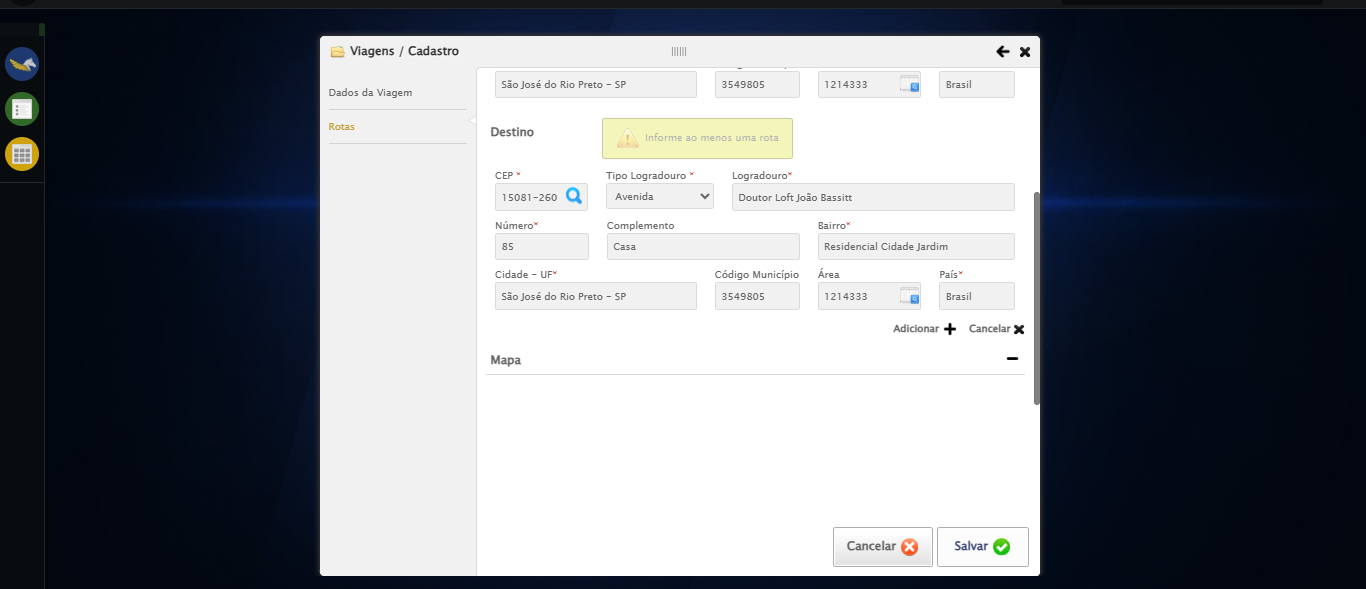 Viagens / Cadastro
Dados da Viagem
Rotas
São José do Rio Preto - SP 3549805 1214333 Brasil
Destino
Informe ao menos uma rota
CEP * Tipo Logradouro * Logradouro*
15081-260 Avenida Doutor Loft João Bassitt
Número* Complemento Bairro*
85 Casa Residencial Cidade Jardim
Cidade - UF* Código Município Área País*
São José do Rio Preto - SP 3549805 1214333 Brasil
Adicionar Cancelar
Mapa
Cancelar Salvar